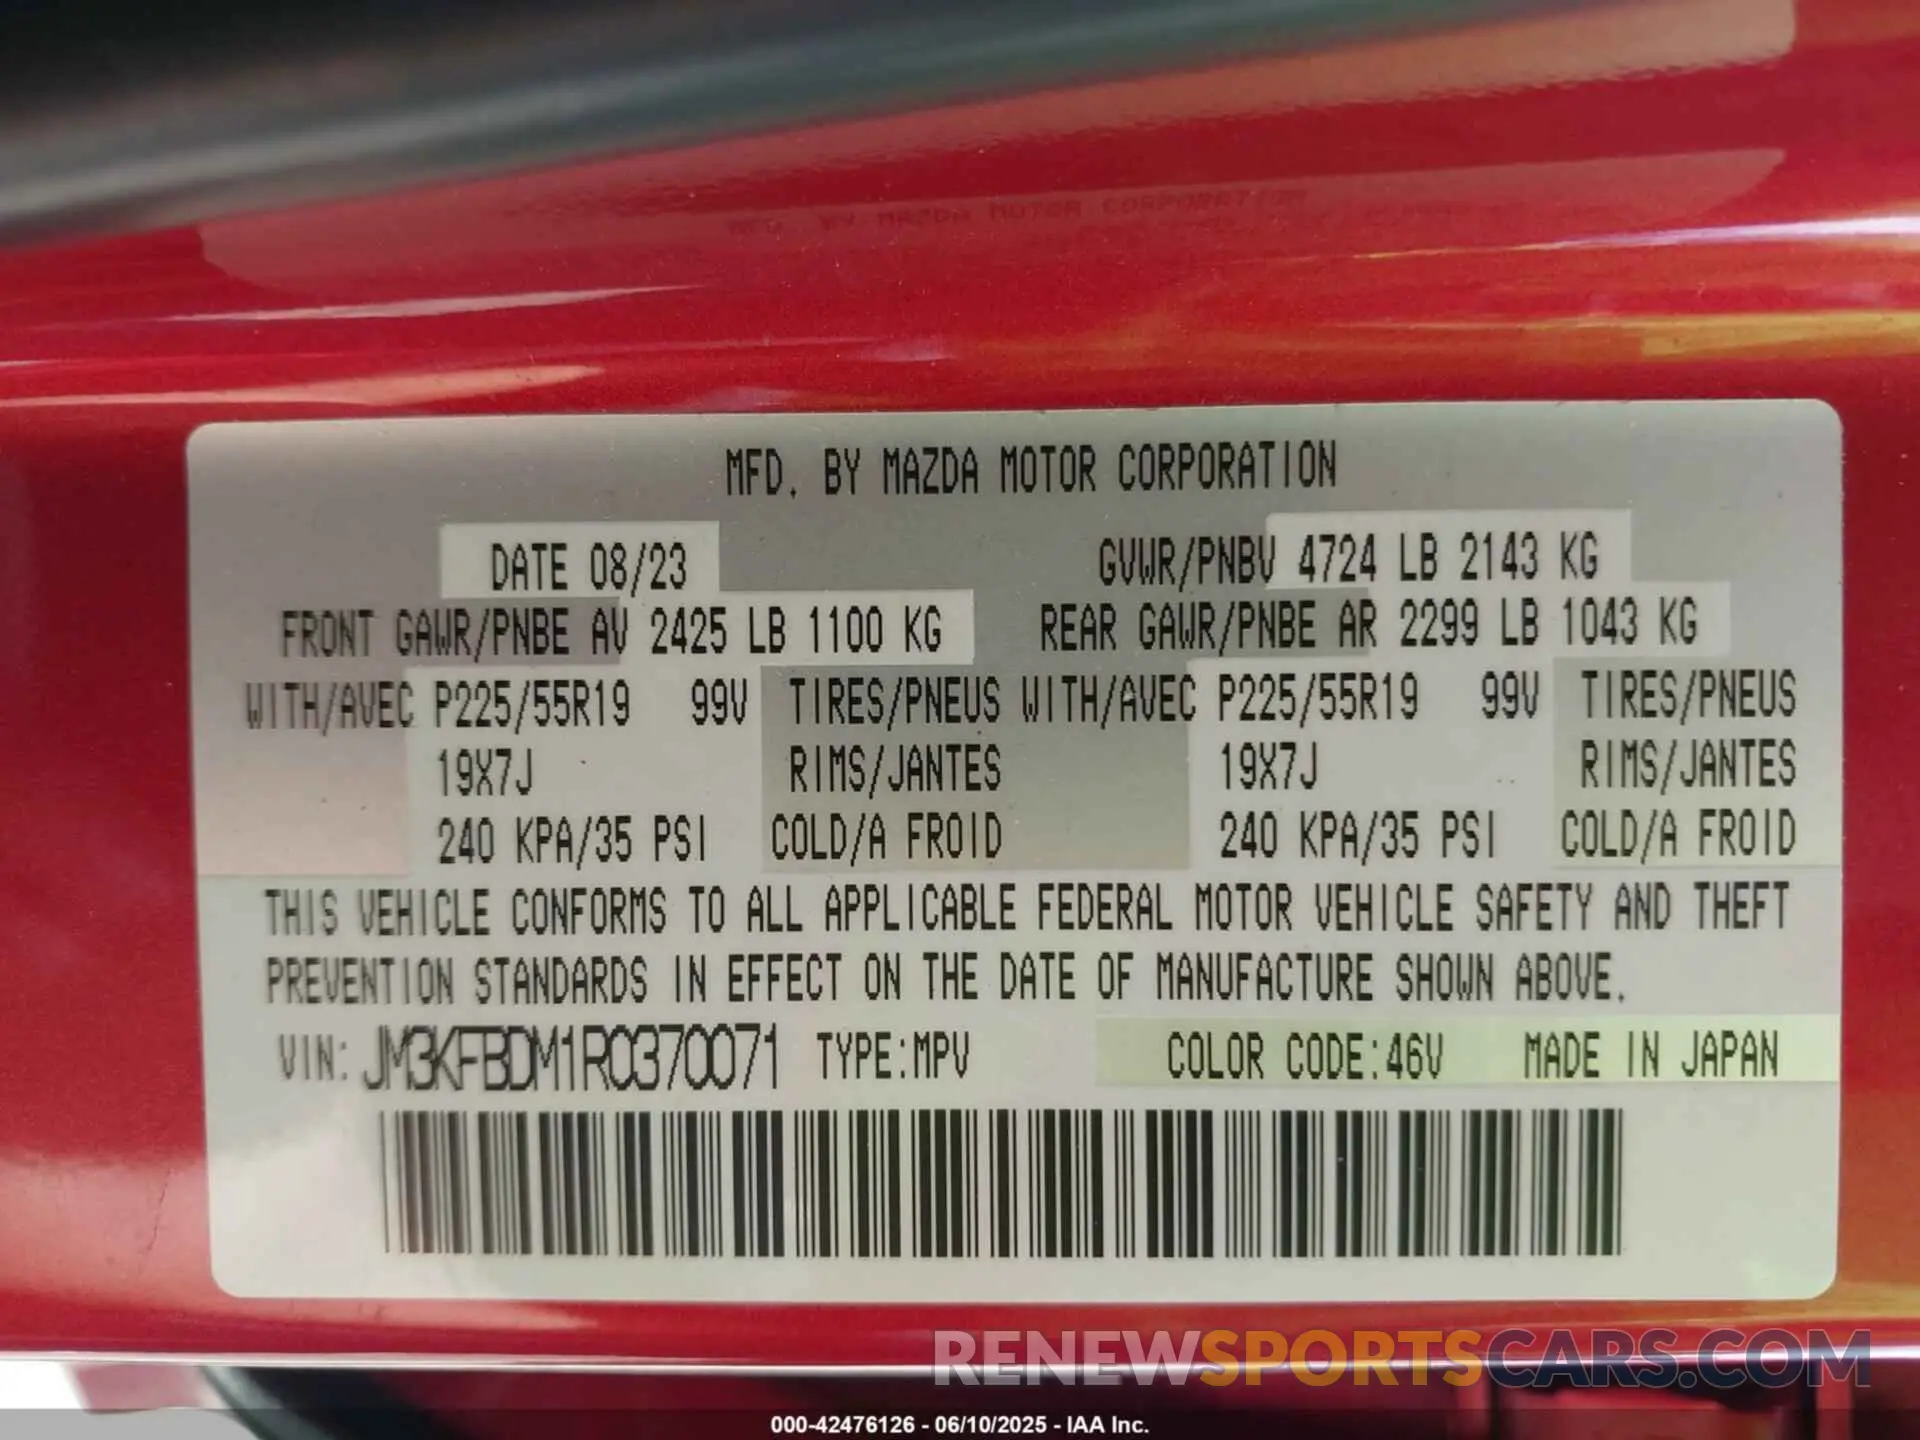 MFD. BY MAZDA MOTOR CORPORATION
MFD. BY MAZDA MOTOR CORPORATION
DATE 08/23 GVWR/PNBV 4724 LB 2143 KG
FRONT GAWR/PNBE AV 2425 LB 1100 KG REAR GAWR/PNBE AR 2299 LB 1043 KG
WITH/AVEC P225/55R19 99V TIRES/PNEUS WITH/AVEC P225/55R19 99V TIRES/PNEUS
19X7J RIMS/JANTES 19X7J RIMS/JANTES
240 KPA/35 PSI COLD/A FROID 240 KPA/35 PSI COLD/A FROID
THIS VEHICLE CONFORMS TO ALL APPLICABLE FEDERAL MOTOR VEHICLE SAFETY AND THEFT
PREVENTION STANDARDS IN EFFECT ON THE DATE OF MANUFACTURE SHOWN ABOVE.
VIN: JM3KFBDM1R0370071 TYPE:MPV COLOR CODE:46V MADE IN JAPAN
RENEWSPORTSCARS.COM
000-42476126 - 06/10/2025 - IAA Inc.